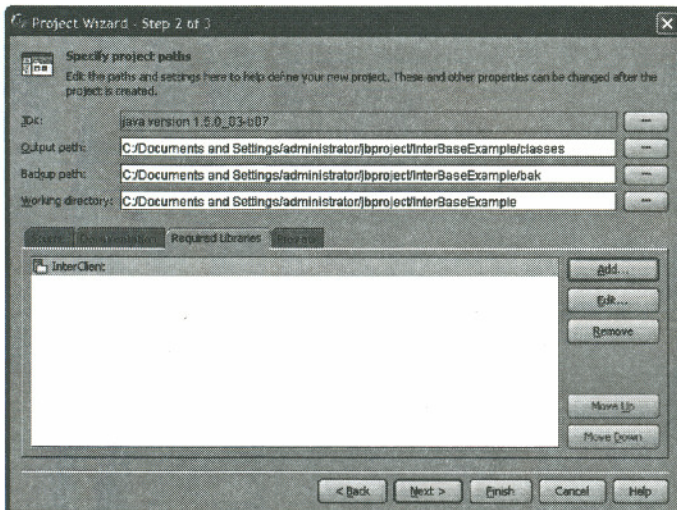 Project Wizard - Step 2 of 3
Specify project paths
Edit the paths and settings here to help define your new project. These and other properties can be changed after the
project is created.
JDK: java version 1.5.0_03-b07 ...
Output path: C:/Documents and Settings/administrator/jbproject/InterBaseExample/classes ...
Backup path: C:/Documents and Settings/administrator/jbproject/InterBaseExample/bak ...
Working directory: C:/Documents and Settings/administrator/jbproject/InterBaseExample ...
Source Documentation Required Libraries
InterClient
Add...
Edit...
Remove
Move Up
Move Down
< Back Next > Finish Cancel Help